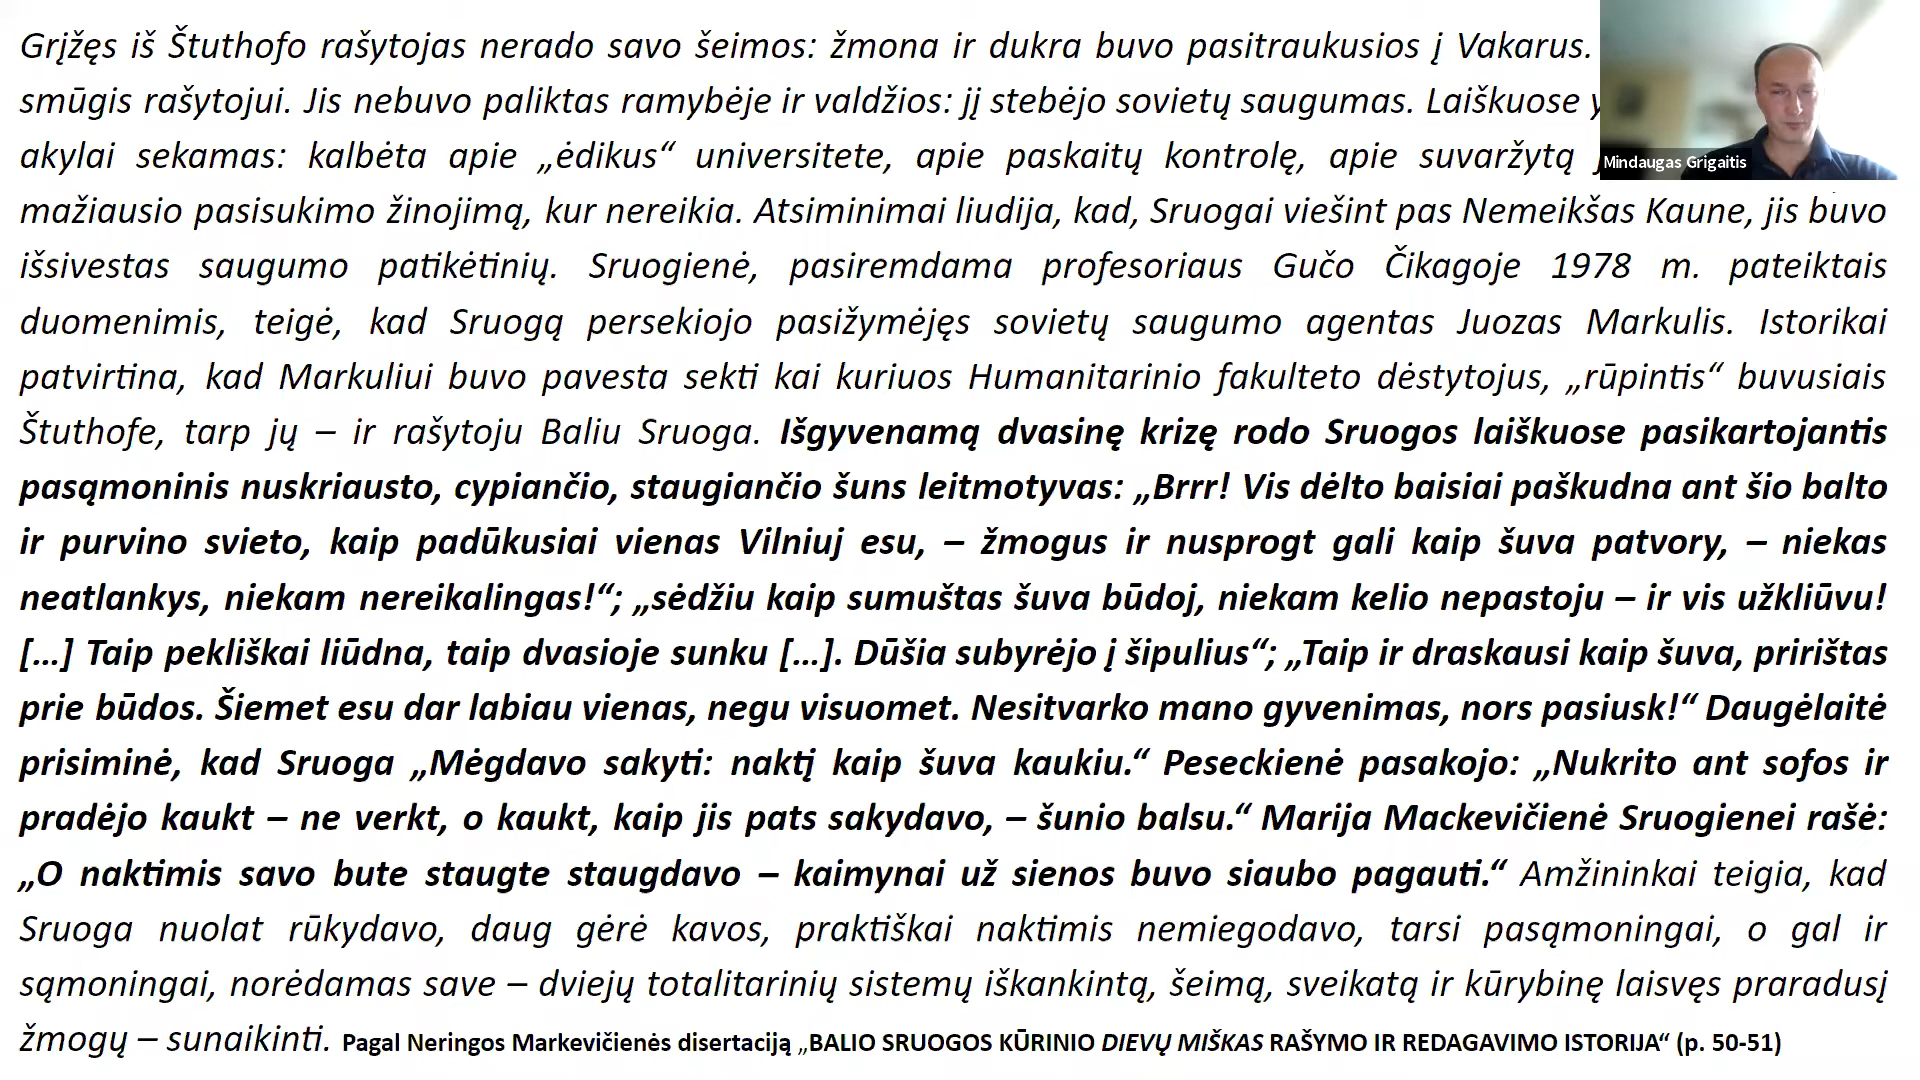 Grįžęs iš Štuthofo rašytojas nerado savo šeimos: žmona ir dukra buvo pasitraukusios į Vakarus.
smūgis rašytojui. Jis nebuvo paliktas ramybėje ir valdžios: jį stebėjo sovietų saugumas. Laiškuose
akylai sekamas: kalbėta apie „ėdikus“ universitete, apie paskaitų kontrolę, apie suvaržytą
Mindaugas Grigaitis
mažiausio pasisukimo žinojimą, kur nereikia. Atsiminimai liudija, kad, Sruogai viešint pas Nemeikšas Kaune, jis buvo
išsivestas saugumo patikėtinių. Sruogienė, pasiremdama profesoriaus Gučo Čikagoje 1978 m. pateiktais
duomenimis, teigė, kad Sruogą persekiojo pasižymėjęs sovietų saugumo agentas Juozas Markulis. Istorikai
patvirtina, kad Markuliui buvo pavesta sekti kai kuriuos Humanitarinio fakulteto dėstytojus, „rūpintis“ buvusiais
Štuthofe, tarp jų – ir rašytoju Baliu Sruoga. Išgyvenamą dvasinę krizę rodo Sruogos laiškuose pasikartojantis
pasąmoninis nuskriausto, cypiančio, staugiančio šuns leitmotyvas: „Brrr! Vis dėlto baisiai paškudna ant šio balto
ir purvino svieto, kaip padūkusiai vienas Vilniuj esu, – žmogus ir nusprogt gali kaip šuva patvory, – niekas
neatlankys, niekam nereikalingas!“; „sėdžiu kaip sumuštas šuva būdoj, niekam kelio nepastoju – ir vis užkliūvu!
[…] Taip pekliškai liūdna, taip dvasioje sunku […]. Dūšia subyrėjo į šipulius“; „Taip ir draskausi kaip šuva, pririštas
prie būdos. Šiemet esu dar labiau vienas, negu visuomet. Nesitvarko mano gyvenimas, nors pasiusk!“ Daugėlaitė
prisiminė, kad Sruoga „Mėgdavo sakyti: naktį kaip šuva kaukiu.“ Peseckienė pasakojo: „Nukrito ant sofos ir
pradėjo kaukt – ne verkt, o kaukt, kaip jis pats sakydavo, – šunio balsu.“ Marija Mackevičienė Sruogienei rašė:
„O naktimis savo bute staugte staugdavo – kaimynai už sienos buvo siaubo pagauti.“ Amžininkai teigia, kad
Sruoga nuolat rūkydavo, daug gėrė kavos, praktiškai naktimis nemiegodavo, tarsi pasąmoningai, o gal ir
sąmoningai, norėdamas save – dviejų totalitarinių sistemų iškankintą, šeimą, sveikatą ir kūrybinę laisvęs praradusį
žmogų – sunaikinti. Pagal Neringos Markevičienės disertaciją „BALIO SRUOGOS KŪRINIO DIEVŲ MIŠKAS RAŠYMO IR REDAGAVIMO ISTORIJA“ (p. 50-51)